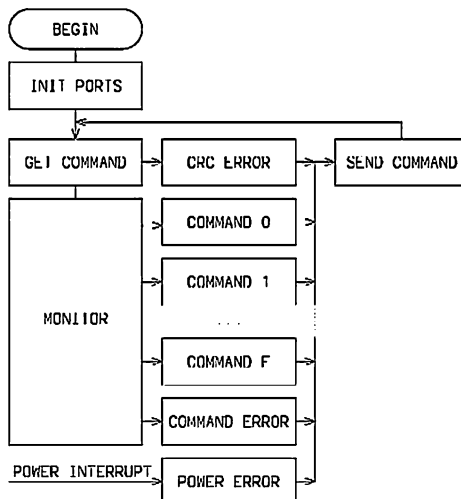 BEGIN
INIT PORTS
GET COMMAND
CRC ERROR
SEND COMMAND
COMMAND 0
COMMAND 1
MONITOR
...
COMMAND F
COMMAND ERROR
POWER INTERRUPT
POWER ERROR